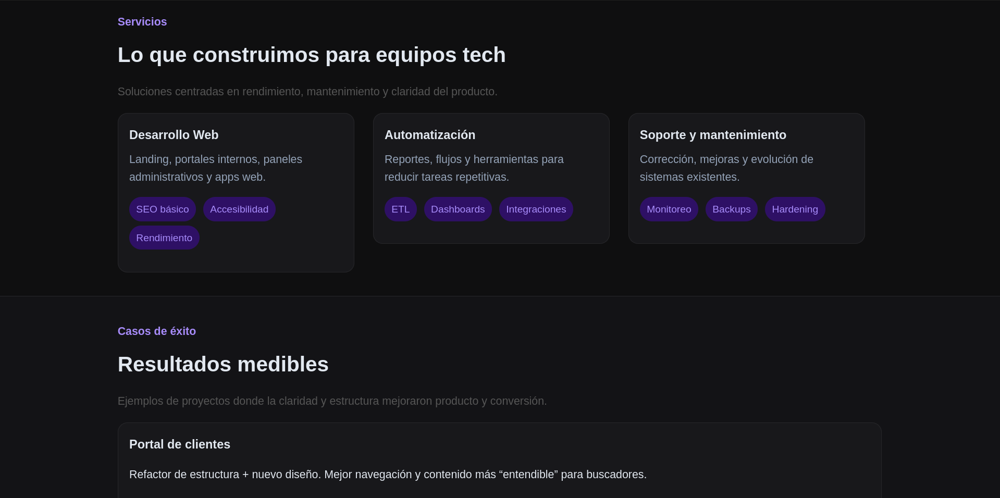 Servicios
Lo que construimos para equipos tech
Soluciones centradas en rendimiento, mantenimiento y claridad del producto.
Desarrollo Web
Landing, portales internos, paneles
administrativos y apps web.
SEO básico
Accesibilidad
Rendimiento
Automatización
Reportes, flujos y herramientas para
reducir tareas repetitivas.
ETL
Dashboards
Integraciones
Soporte y mantenimiento
Corrección, mejoras y evolución de
sistemas existentes.
Monitoreo
Backups
Hardening
Casos de éxito
Resultados medibles
Ejemplos de proyectos donde la claridad y estructura mejoraron producto y conversión.
Portal de clientes
Refactor de estructura + nuevo diseño. Mejor navegación y contenido más “entendible” para buscadores.